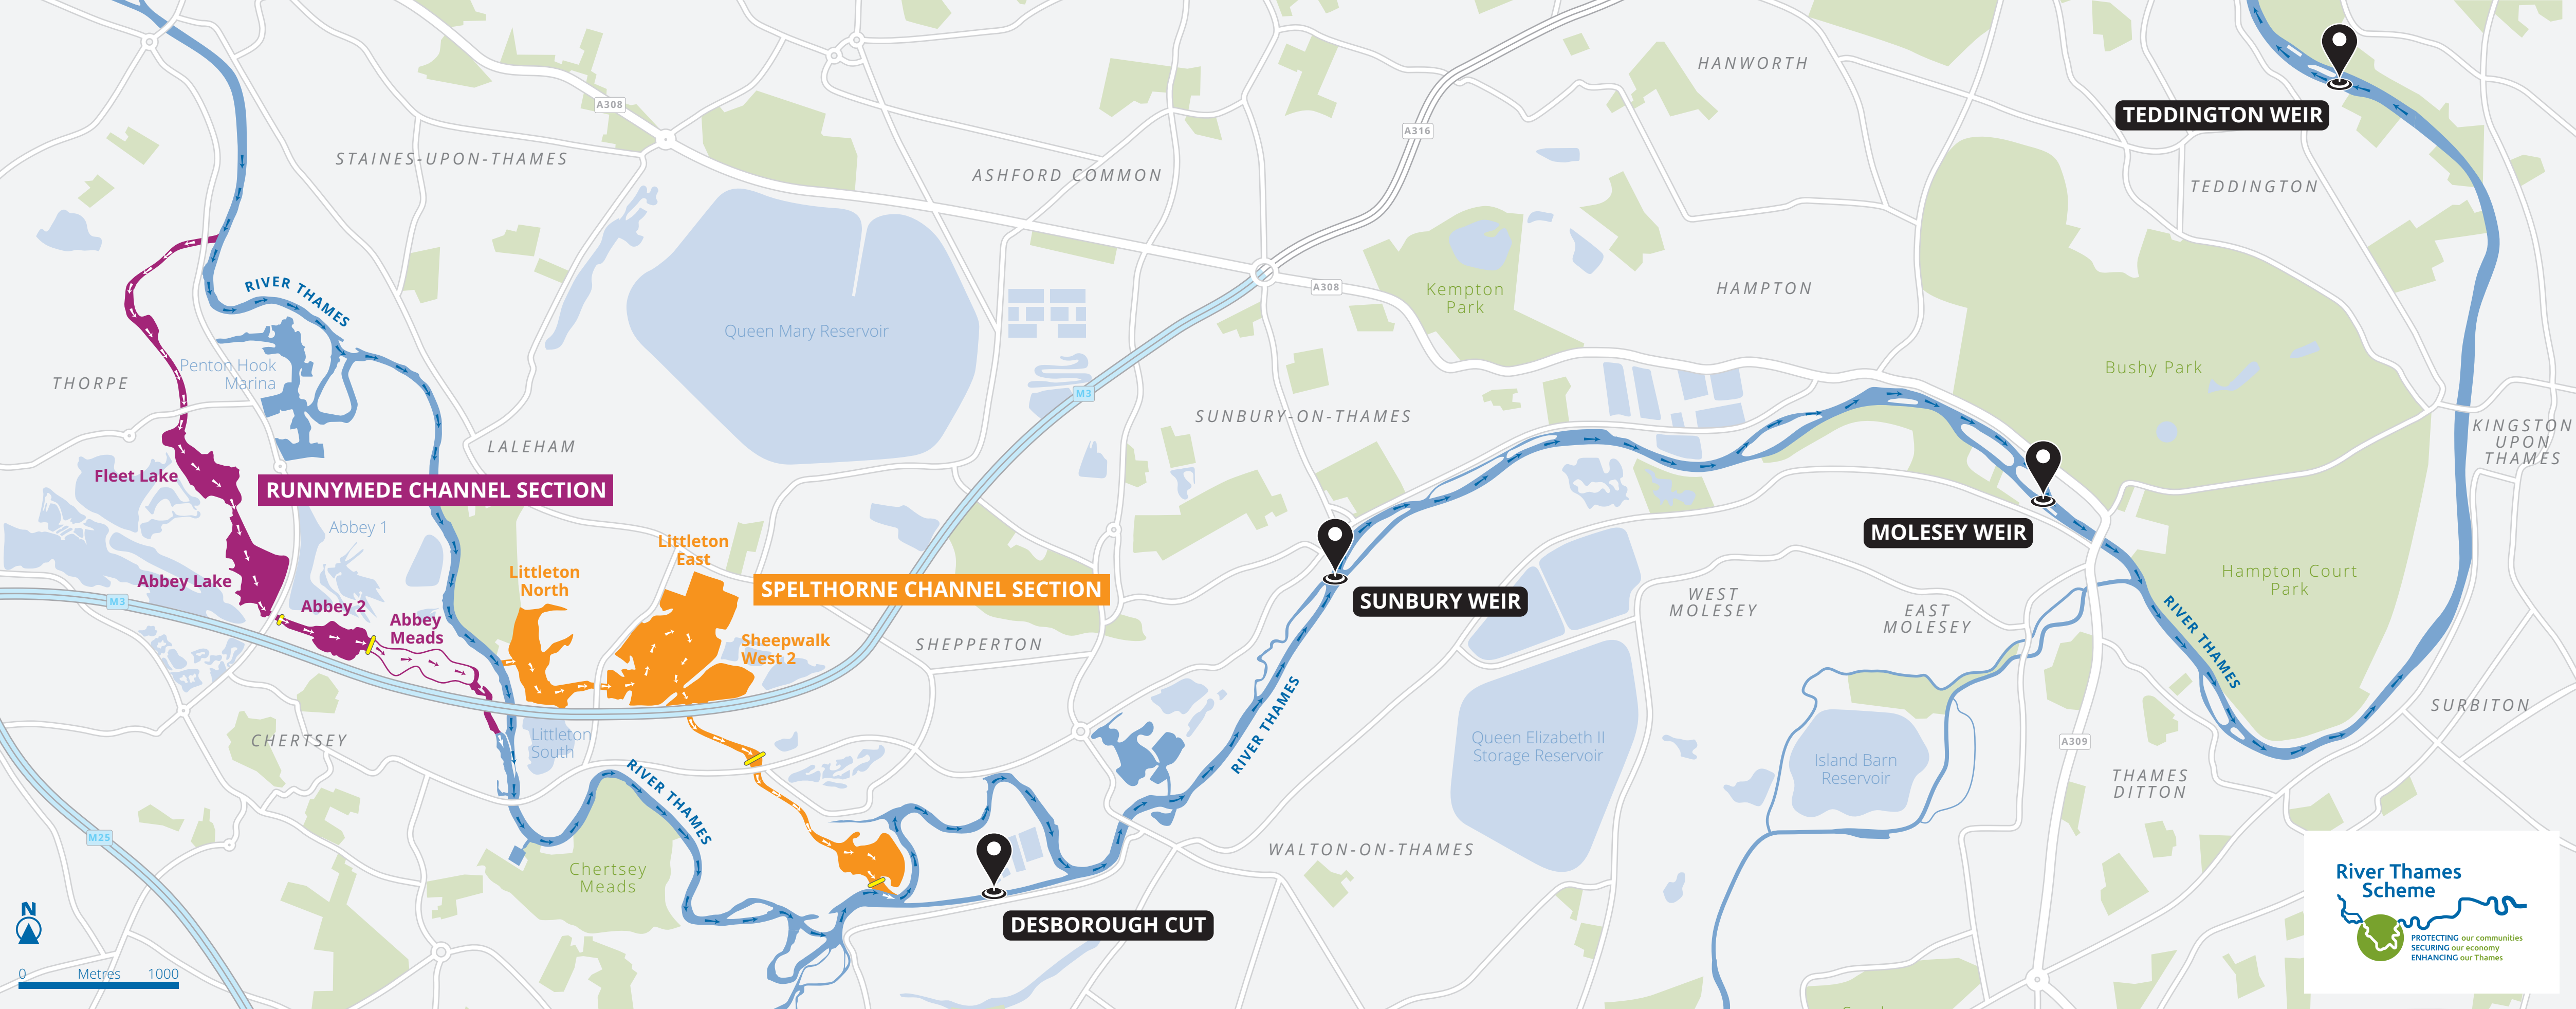 HANWORTH
A308
TEDDINGTON WEIR
A316
STAINES-UPON-THAMES
ASHFORD COMMON
TEDDINGTON
RIVER THAMES
A308
Kempton
Park
HAMPTON
Queen Mary Reservoir
Penton Hook
Marina
THORPE
Bushy Park
M3
SUNBURY-ON-THAMES
KINGSTON
UPON
THAMES
LALEHAM
Fleet Lake
RUNNYMEDE CHANNEL SECTION
Abbey 1
MOLESEY WEIR
Littleton
East
Abbey Lake
Littleton
North
SPELTHORNE CHANNEL SECTION
Hampton Court
Park
M3
Abbey 2
SUNBURY WEIR
WEST
MOLESEY
EAST
MOLESEY
RIVER THAMES
Abbey
Meads
Sheepwalk
West 2
SHEPPERTON
SURBITON
CHERTSEY
Littleton
South
RIVER THAMES
Queen Elizabeth II
Storage Reservoir
A309
Island Barn
Reservoir
THAMES
DITTON
RIVER THAMES
M25
WALTON-ON-THAMES
Chertsey
Meads
DESBOROUGH CUT
N
0 Metres 1000
River Thames
Scheme
PROTECTING our communities
SECURING our economy
ENHANCING our Thames